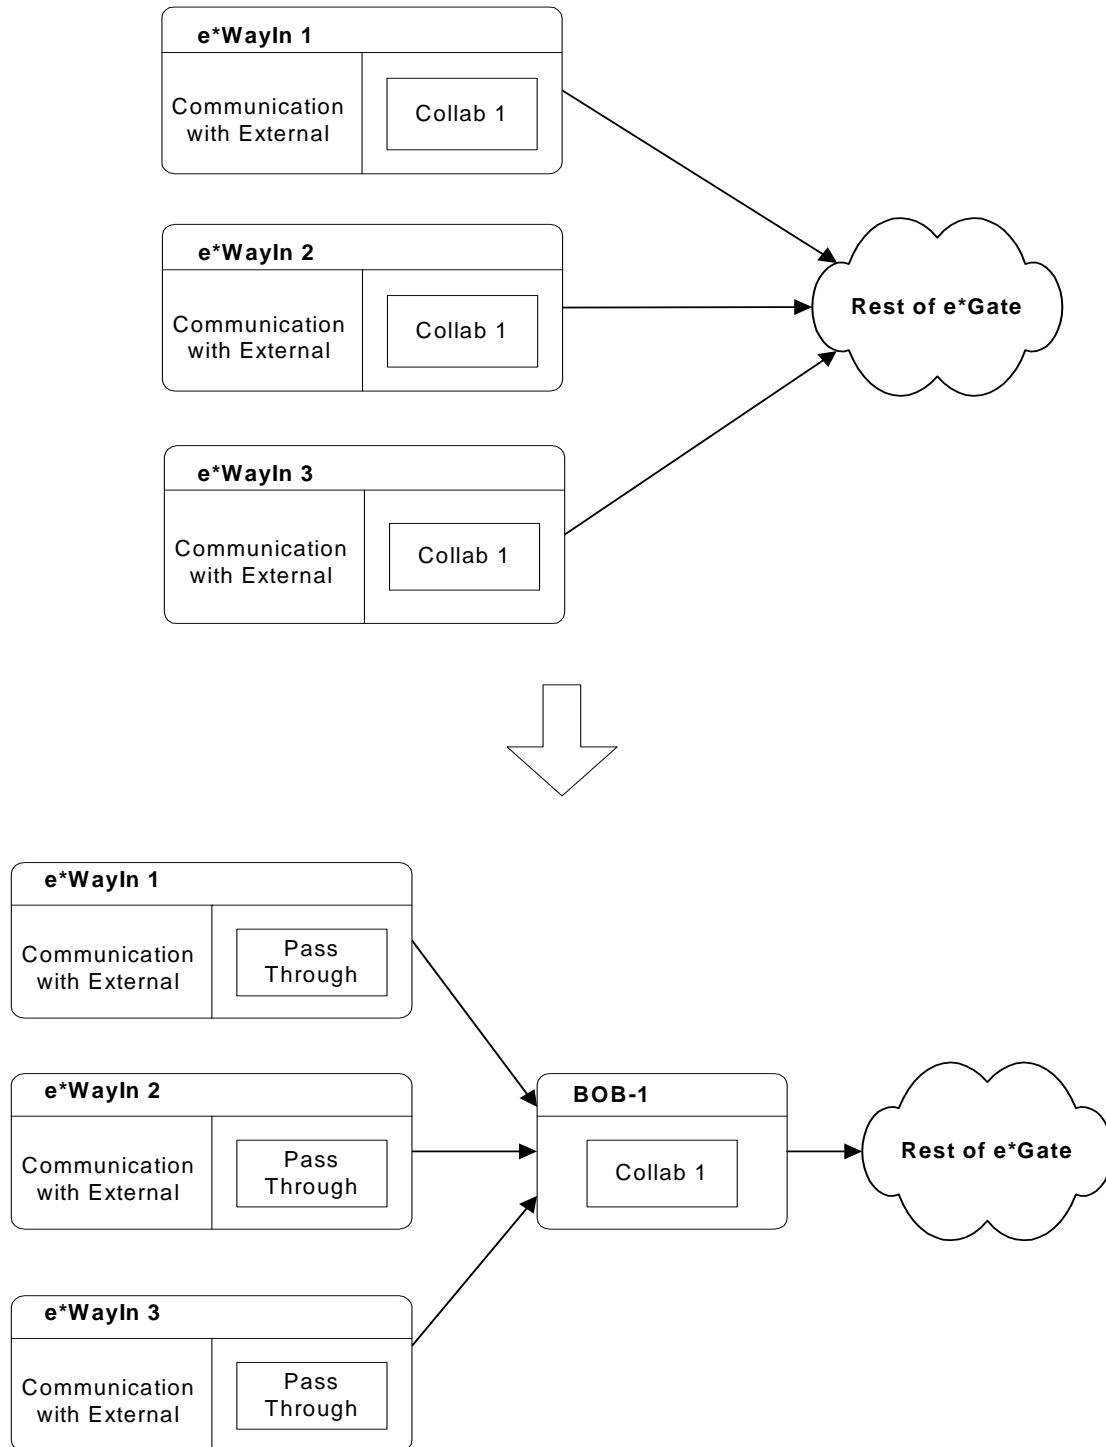 e*WayIn 1
Communication
with External
Collab 1
e*WayIn 2
Communication
with External
Collab 1
Rest of e*Gate
e*WayIn 3
Communication
with External
Collab 1
e*WayIn 1
Communication
with External
Pass
Through
e*WayIn 2
Communication
with External
Pass
Through
BOB-1
Collab 1
Rest of e*Gate
e*WayIn 3
Communication
with External
Pass
Through